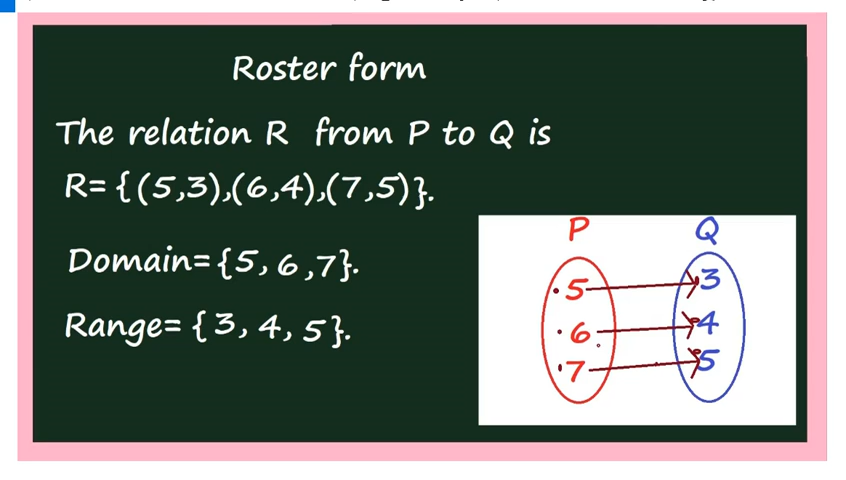 Roster form
The relation R from P to Q is
R= {(5,3),(6,4),(7,5)}.
Domain= {5, 6 ,7}.
Range= { 3, 4, 5}.
P Q
5 3
6 4
7 5